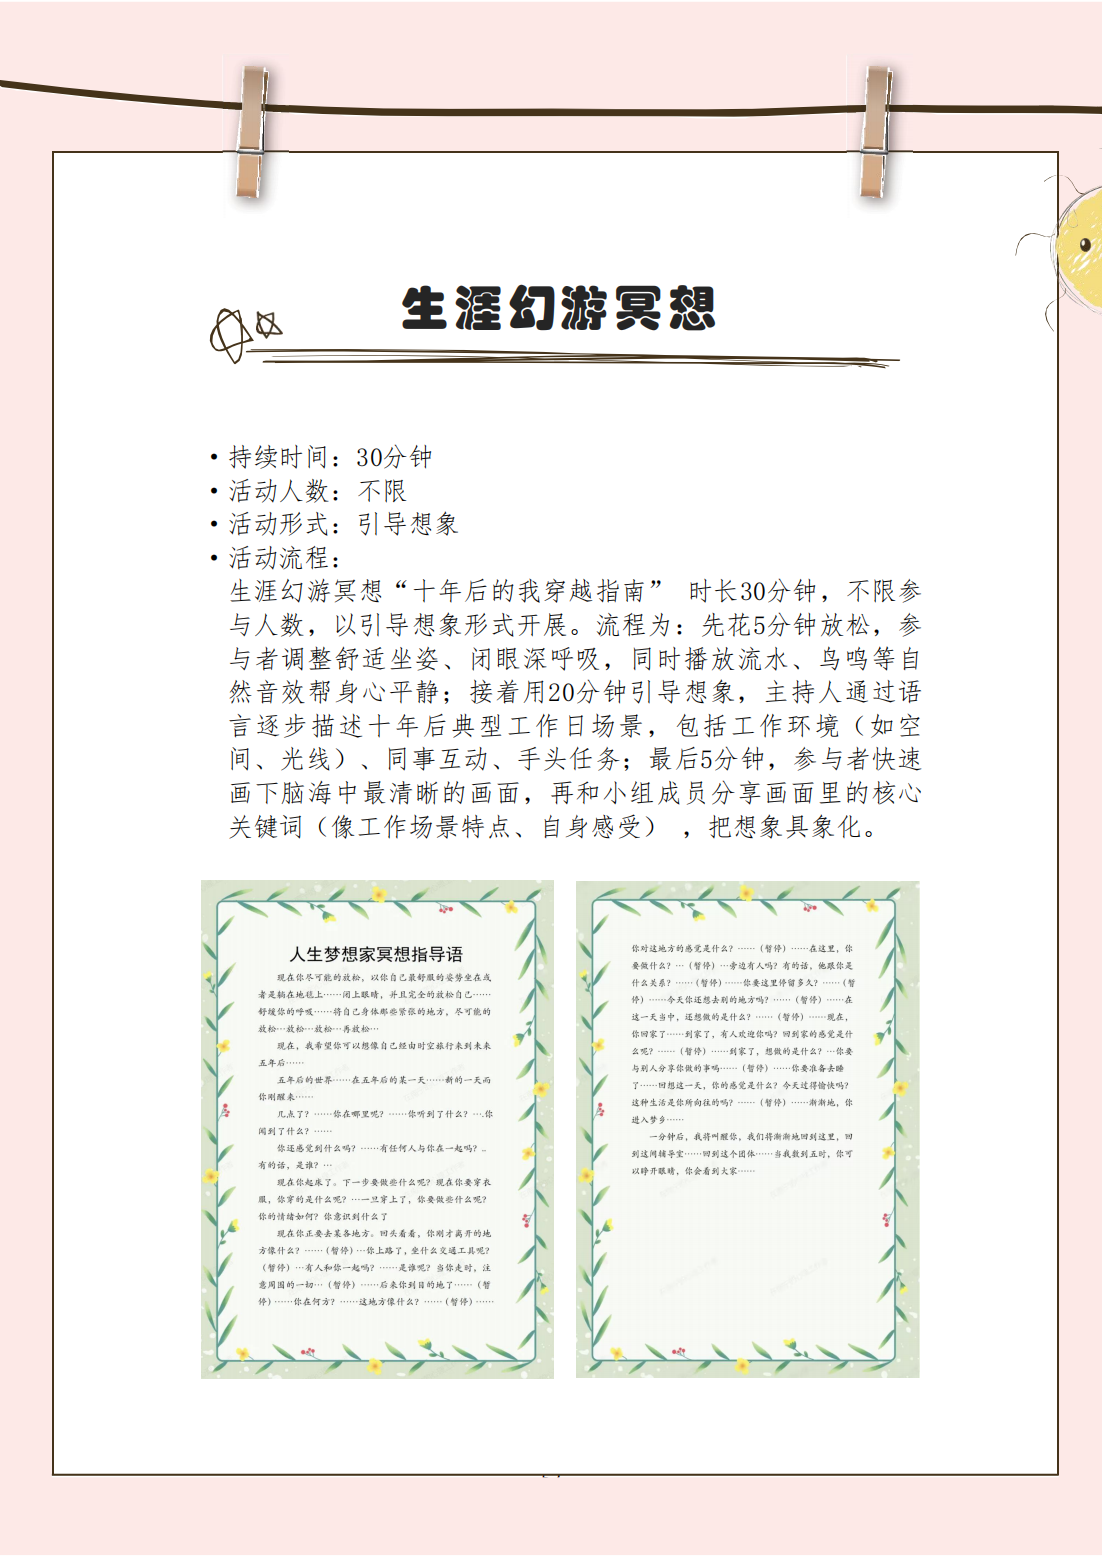 生涯幻游冥想
• 持续时间：30分钟
• 活动人数：不限
• 活动形式：引导想象
• 活动流程：
生涯幻游冥想“十年后的我穿越指南” 时长30分钟，不限参
与人数，以引导想象形式开展。流程为：先花5分钟放松，参
与者调整舒适坐姿、闭眼深呼吸，同时播放流水、鸟鸣等自
然音效帮身心平静；接着用20分钟引导想象，主持人通过语
言逐步描述十年后典型工作日场景，包括工作环境（如空
间、光线）、同事互动、手头任务；最后5分钟，参与者快速
画下脑海中最清晰的画面，再和小组成员分享画面里的核心
关键词（像工作场景特点、自身感受），把想象具象化。
人生梦想家冥想指导语
现在你尽可能的放松，以你自己最舒服的姿势坐在或
者是躺在地毯上……闭上眼睛，并且完全的放松自己……
舒缓你的呼吸……将自己身体那些紧张的地方，尽可能的
放松…放松…放松…再放松…
现在，我希望你可以想像自己经由时空旅行来到未来
五年后……
五年后的世界……在五年后的某一天……新的一天而
你刚醒来……
几点了？……你在哪里呢？……你听到了什么？….你
闻到了什么？……
你还感觉到什么吗？……有任何人与你在一起吗？..
有的话，是谁？…
现在你起床了。下一步要做些什么呢？现在你要穿衣
服，你穿的是什么呢？…一旦穿上了，你要做些什么呢？
你的情绪如何？你意识到什么了
现在你正要去某各地方。回头看看，你刚才离开的地
方像什么？……（暂停）…你上路了，坐什么交通工具呢？
（暂停）…有人和你一起吗？……是谁呢？当你走时，注
意周围的一切…（暂停）……后来你到目的地了……（暂
停）……你在何方？……这地方像什么？……（暂停）……
你对这地方的感觉是什么？……（暂停）……在这里，你
要做什么？…（暂停）…旁边有人吗？有的话，他跟你是
什么关系？……（暂停）……你要这里停留多久？……（暂
停）……今天你还想去别的地方吗？……（暂停）……在
这一天当中，还想做的是什么？……（暂停）……现在，
你回家了……到家了，有人欢迎你吗？回到家的感觉是什
么呢？……（暂停）……到家了，想做的是什么？…你要
与别人分享你做的事吗……（暂停）……你要准备去睡
了……回想这一天，你的感觉是什么？今天过得愉快吗？
这种生活是你所向往的吗？……（暂停）……渐渐地，你
进入梦乡……
一分钟后，我将叫醒你，我们将渐渐地回到这里，回
到这间辅导室……回到这个团体……当我数到五时，你可
以睁开眼睛，你会看到大家……